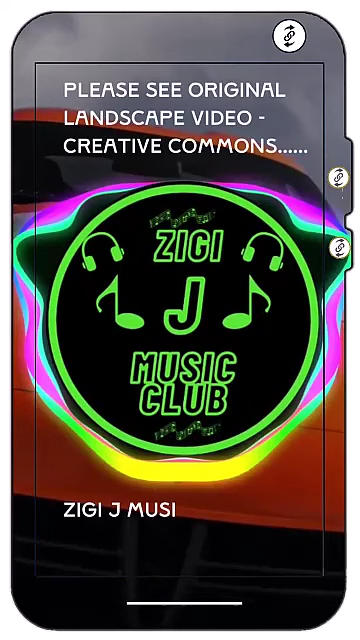 PLEASE SEE ORIGINAL
LANDSCAPE VIDEO -
CREATIVE COMMONS......
ZIGI
J
MUSIC
CLUB
ZIGI J MUSI